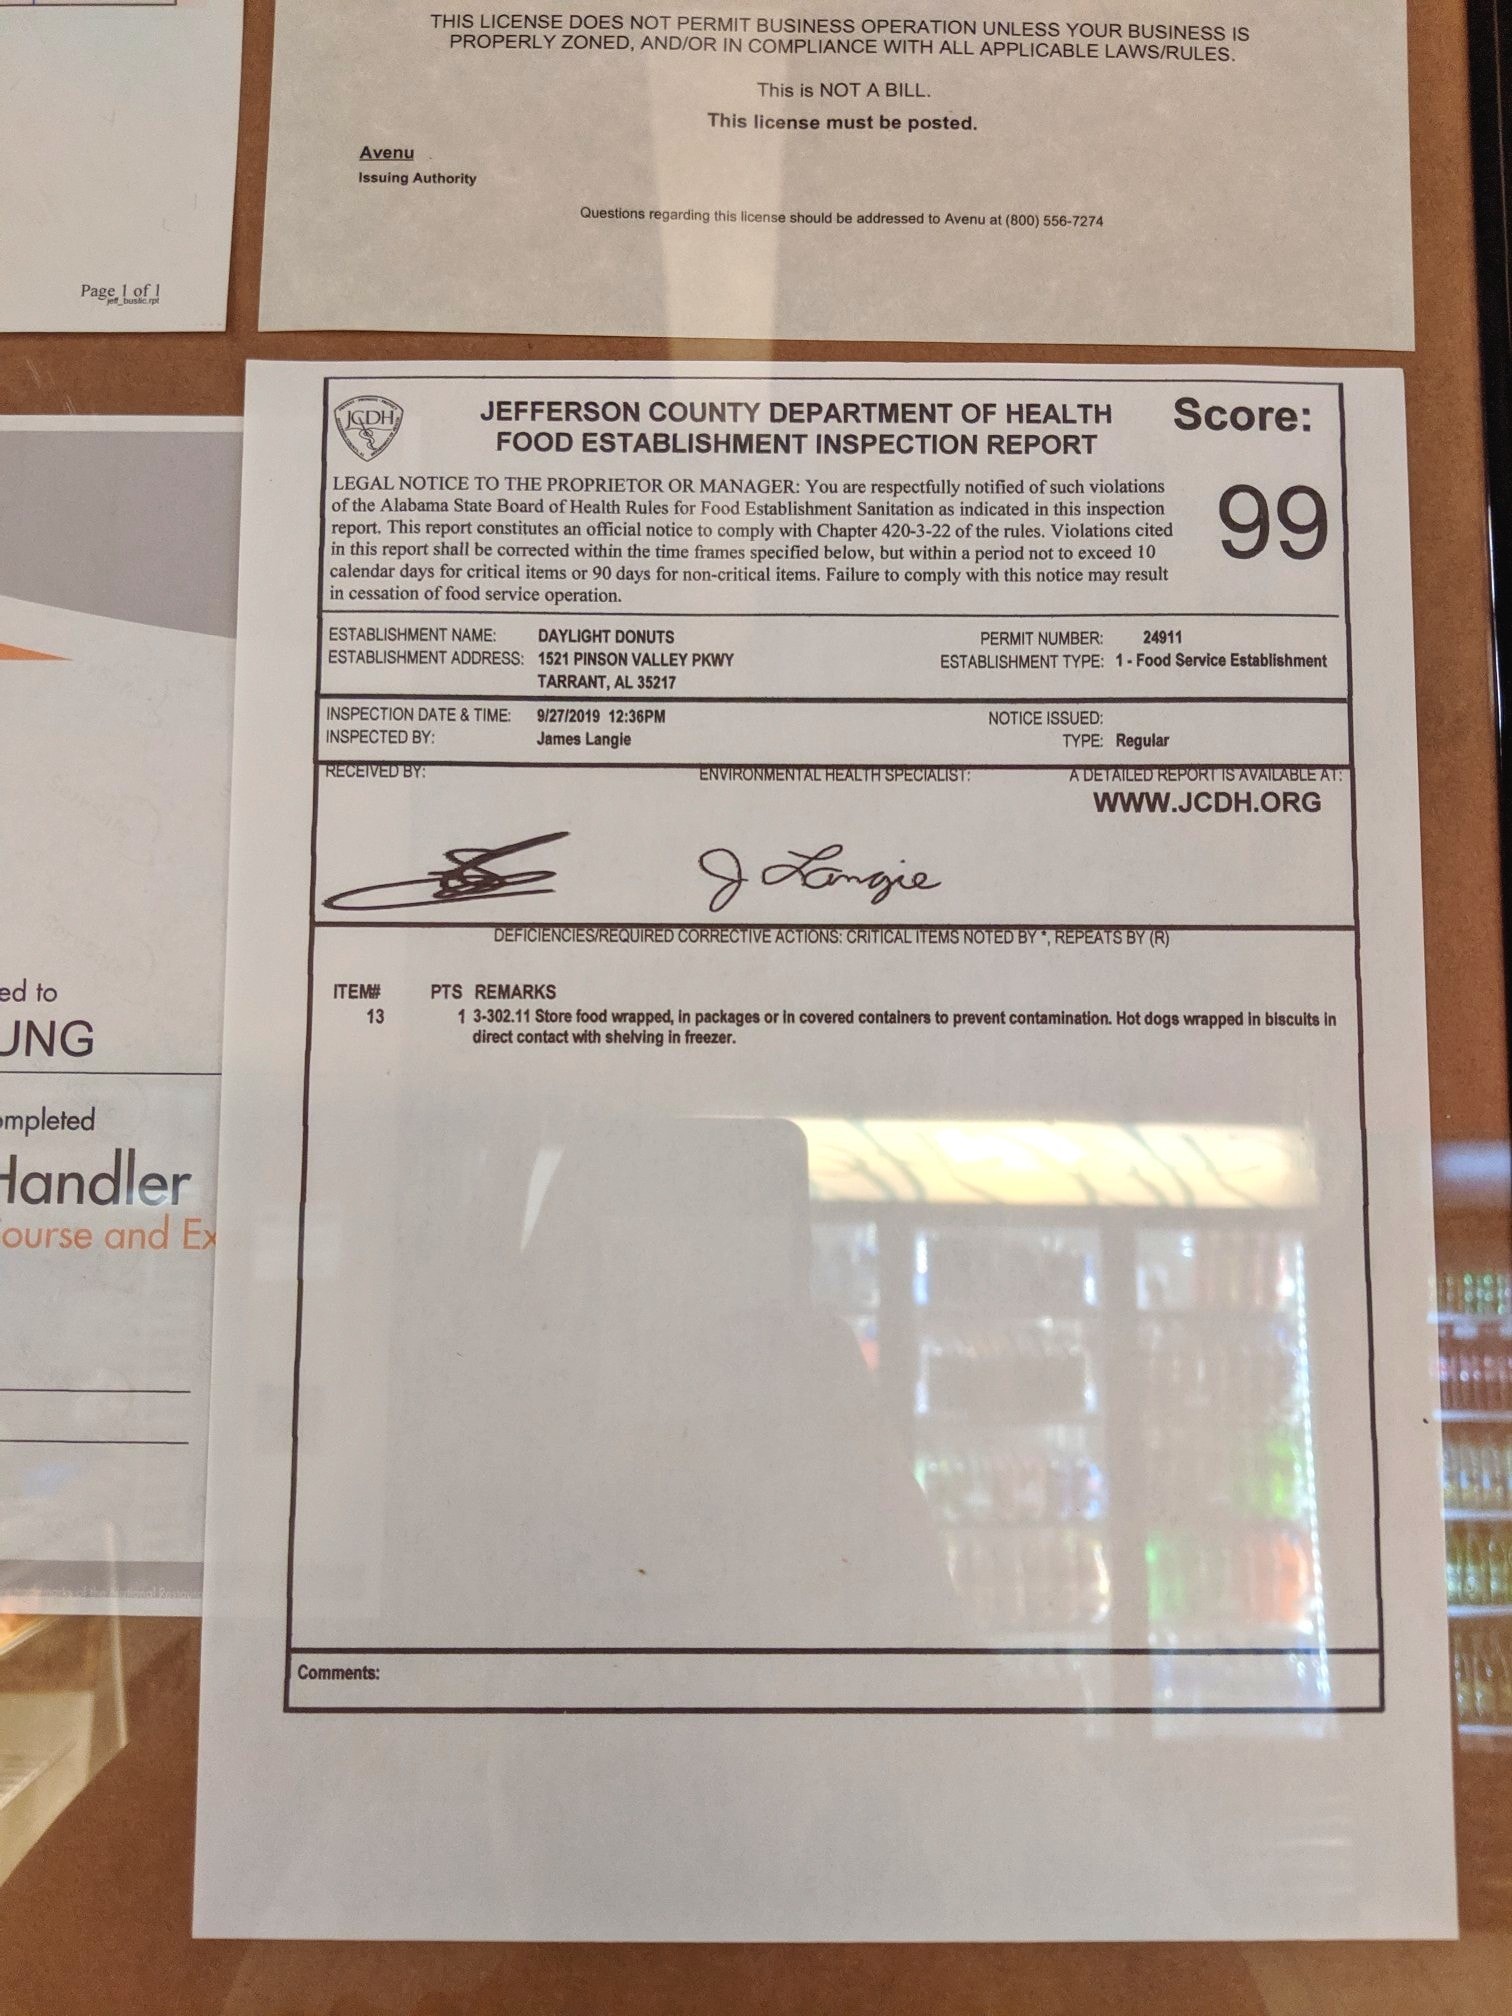 THIS LICENSE DOES NOT PERMIT BUSINESS OPERATION UNLESS YOUR BUSINESS IS
PROPERLY ZONED, AND/OR IN COMPLIANCE WITH ALL APPLICABLE LAWS/RULES.
This is NOT A BILL.
This license must be posted.
Avenu
Issuing Authority
Questions regarding this license should be addressed to Avenu at (800) 556-7274
Page 1 of 1
jeff_buslic.rpt
JCDH
JEFFERSON COUNTY DEPARTMENT OF HEALTH
FOOD ESTABLISHMENT INSPECTION REPORT
Score:
99
LEGAL NOTICE TO THE PROPRIETOR OR MANAGER: You are respectfully notified of such violations
of the Alabama State Board of Health Rules for Food Establishment Sanitation as indicated in this inspection
report. This report constitutes an official notice to comply with Chapter 420-3-22 of the rules. Violations cited
in this report shall be corrected within the time frames specified below, but within a period not to exceed 10
calendar days for critical items or 90 days for non-critical items. Failure to comply with this notice may result
in cessation of food service operation.
ESTABLISHMENT NAME: DAYLIGHT DONUTS PERMIT NUMBER: 24911
ESTABLISHMENT ADDRESS: 1521 PINSON VALLEY PKWY ESTABLISHMENT TYPE: 1 - Food Service Establishment
TARRANT, AL 35217
INSPECTION DATE & TIME: 9/27/2019 12:36PM NOTICE ISSUED:
INSPECTED BY: James Langie TYPE: Regular
RECEIVED BY: ENVIRONMENTAL HEALTH SPECIALIST: A DETAILED REPORT IS AVAILABLE AT:
WWW.JCDH.ORG
J Langie
DEFICIENCIES/REQUIRED CORRECTIVE ACTIONS: CRITICAL ITEMS NOTED BY *, REPEATS BY (R)
ITEM# PTS REMARKS
13 1 3-302.11 Store food wrapped, in packages or in covered containers to prevent contamination. Hot dogs wrapped in biscuits in
direct contact with shelving in freezer.
Comments:
ed to
UNG
ompleted
Handler
ourse and Ex